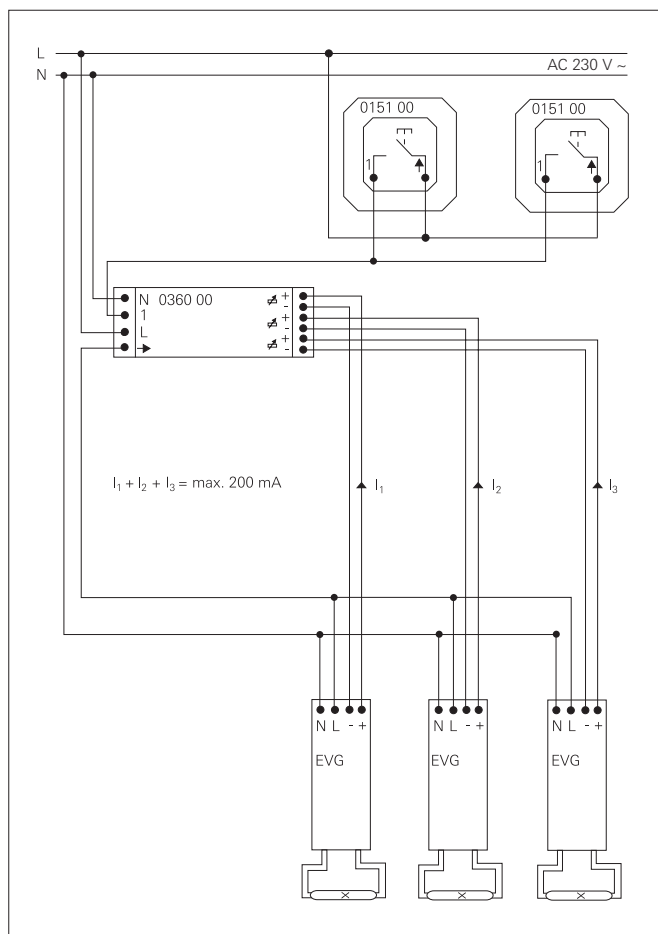 L
AC 230 V ~
N
0151 00
0151 00
1
1
N 0360 00 +
1 -
L +
-
+
-
I₁ + I₂ + I₃ = max. 200 mA
I₁
I₂
I₃
N L - +
N L - +
N L - +
EVG
EVG
EVG